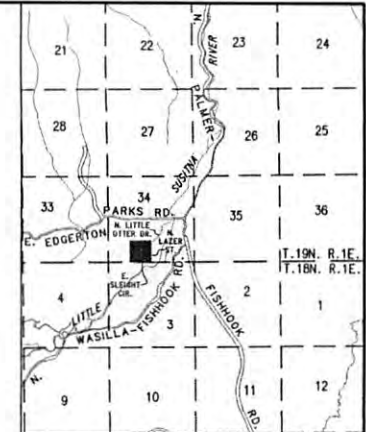 21 22 23 24
N RIVER
PALMER-
28 27 26 25
SUSITNA
33 34 35 36
E. EDGERTON PARKS RD.
N. LITTLE OTTER DR.
N. LAZER ST.
T.19N. R.1E.
T.18N. R.1E.
E. SLEIGHT CIR.
4 3 2 1
LITTLE
WASILLA-FISHHOOK RD.
FISHHOOK RD.
N.
9 10 11 12